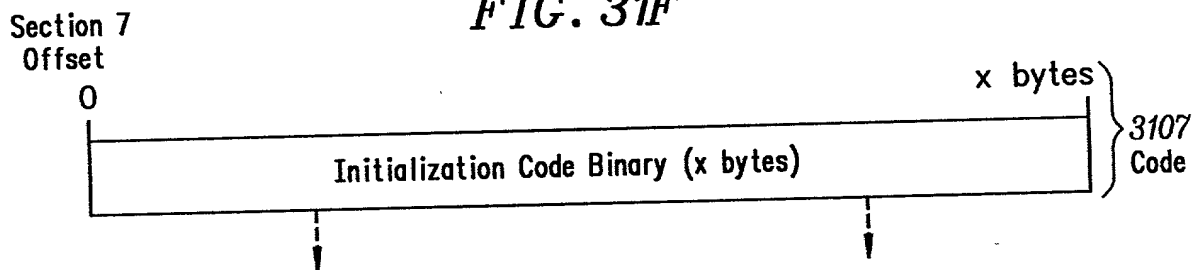 FIG. 31F
Section 7
Offset
0
x bytes
Initialization Code Binary (x bytes)
3107
Code